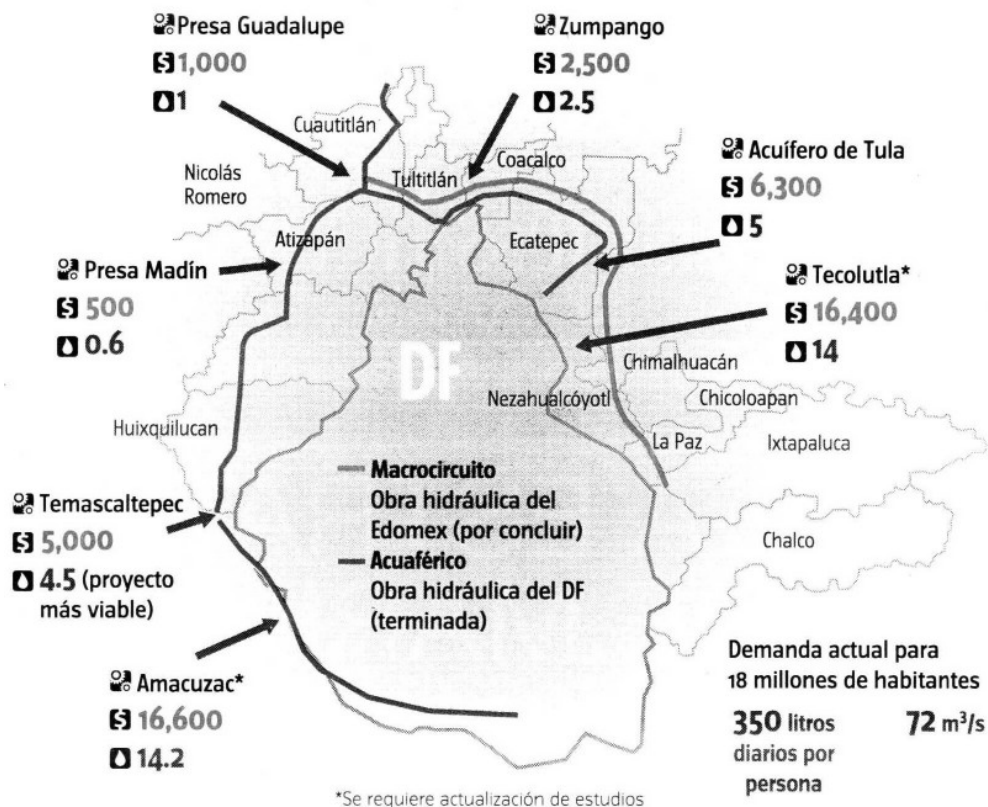 Presa Guadalupe
$ 1,000
1
Zumpango
$ 2,500
2.5
Acuífero de Tula
$ 6,300
5
Tecolutla*
$ 16,400
14
Presa Madín
$ 500
0.6
Temascaltepec
$ 5,000
4.5 (proyecto
más viable)
Amacuzac*
$ 16,600
14.2
Cuautitlán
Nicolás
Romero
Tultitlán
Coacalco
Atizapán
Ecatepec
DF
Chimalhuacán
Nezahualcóyotl
Chicoloapan
La Paz
Ixtapaluca
Huixquilucan
Chalco
Macrocircuito
Obra hidráulica del
Edomex (por concluir)
Acuaférico
Obra hidráulica del DF
(terminada)
Demanda actual para
18 millones de habitantes
350 litros
diarios por
persona
72 m³/s
*Se requiere actualización de estudios